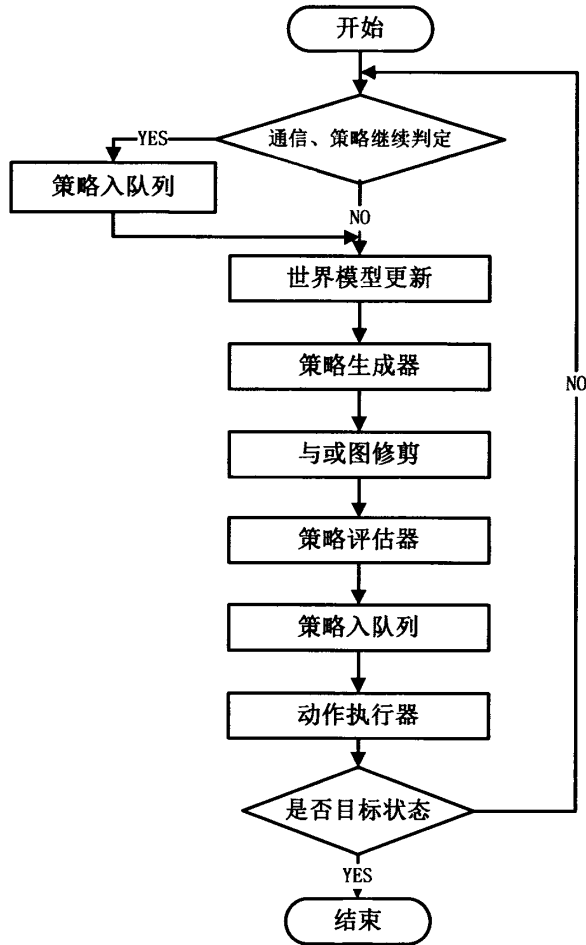 开始
通信、策略继续判定
YES
策略入队列
NO
世界模型更新
策略生成器
NO
与或图修剪
策略评估器
策略入队列
动作执行器
是否目标状态
YES
结束